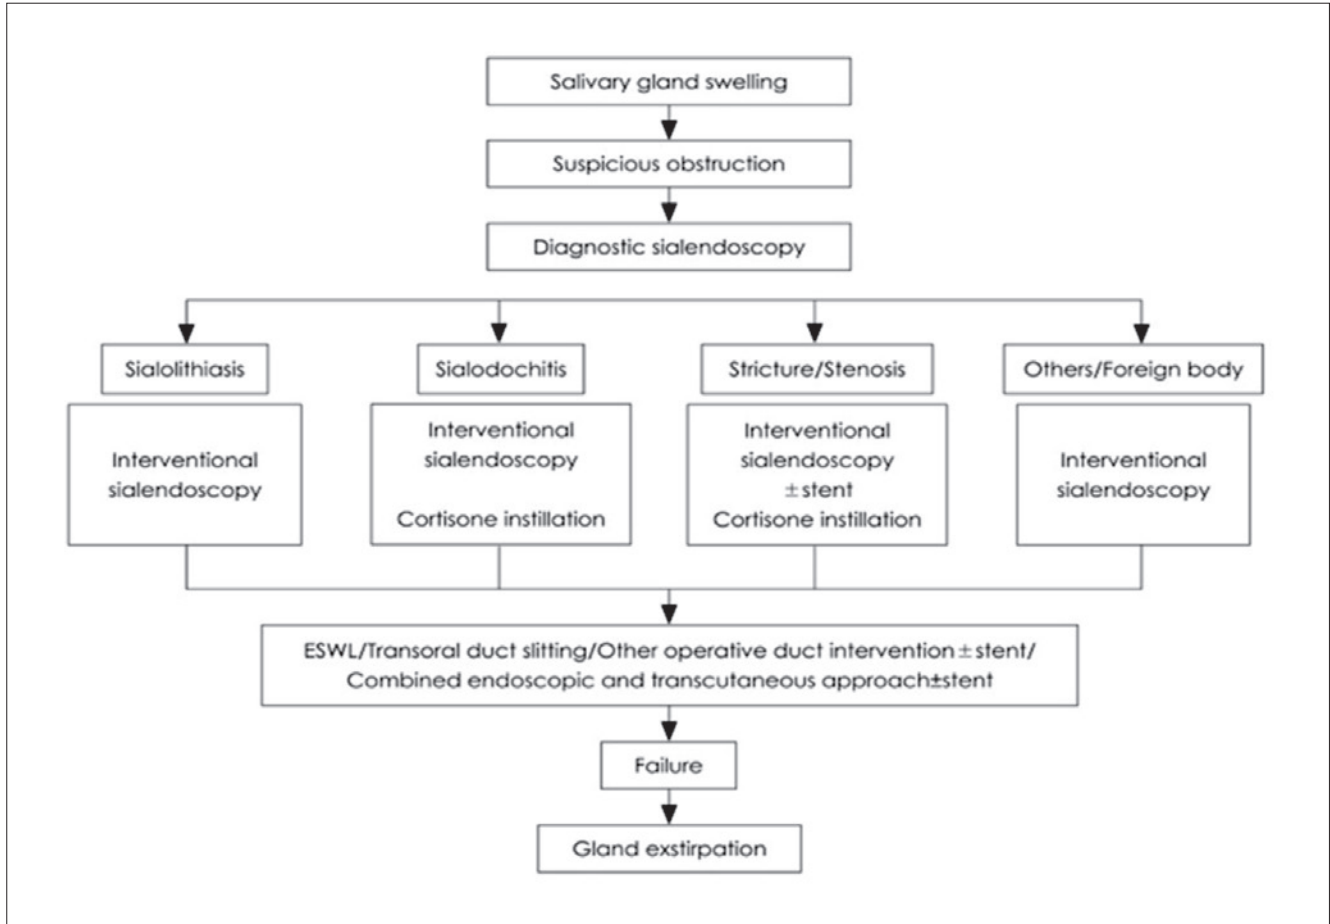 Salivary gland swelling
Suspicious obstruction
Diagnostic sialendoscopy
Sialolithiasis
Sialodochitis
Stricture/Stenosis
Others/Foreign body
Interventional
sialendoscopy
Interventional
sialendoscopy
Cortisone instillation
Interventional
sialendoscopy
±stent
Cortisone instillation
Interventional
sialendoscopy
ESWL/Transoral duct slitting/Other operative duct intervention±stent/
Combined endoscopic and transcutaneous approach±stent
Failure
Gland exstirpation